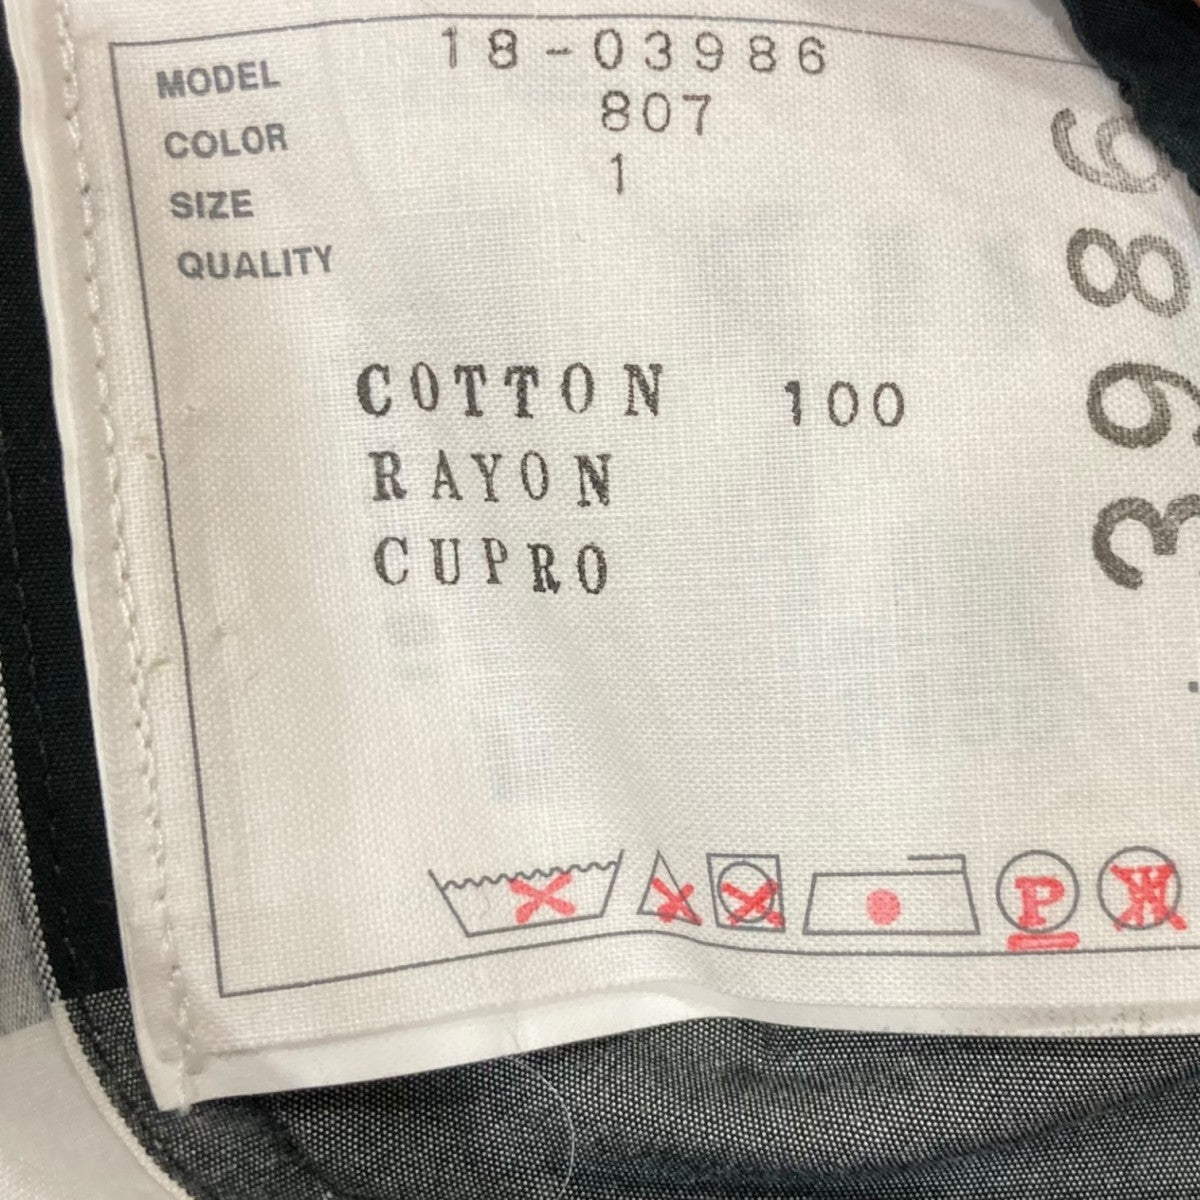 MODEL 18-03986
COLOR 807
SIZE 1
QUALITY
COTTON 100
RAYON
CUPRO
P W
3986